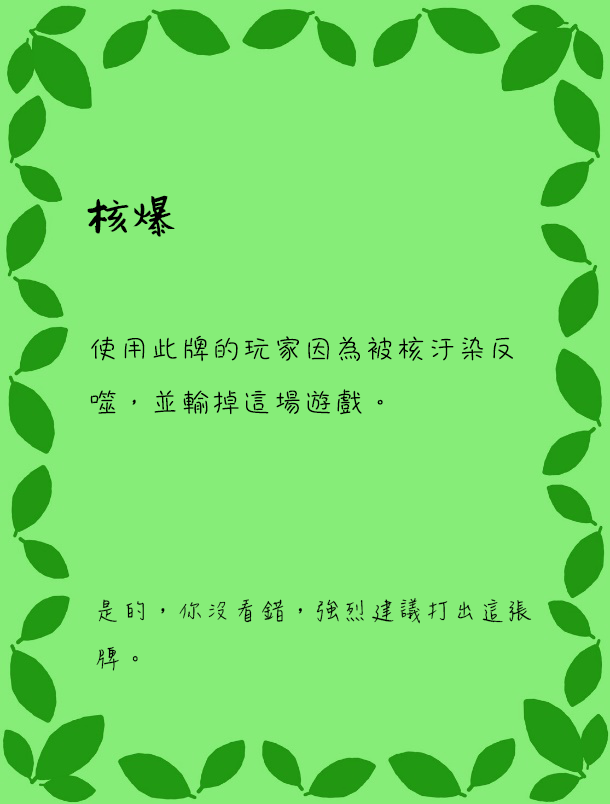 核爆
使用此牌的玩家因為被核汙染反
噬，並輸掉這場遊戲。
是的，你沒看錯，強烈建議打出這張
牌。